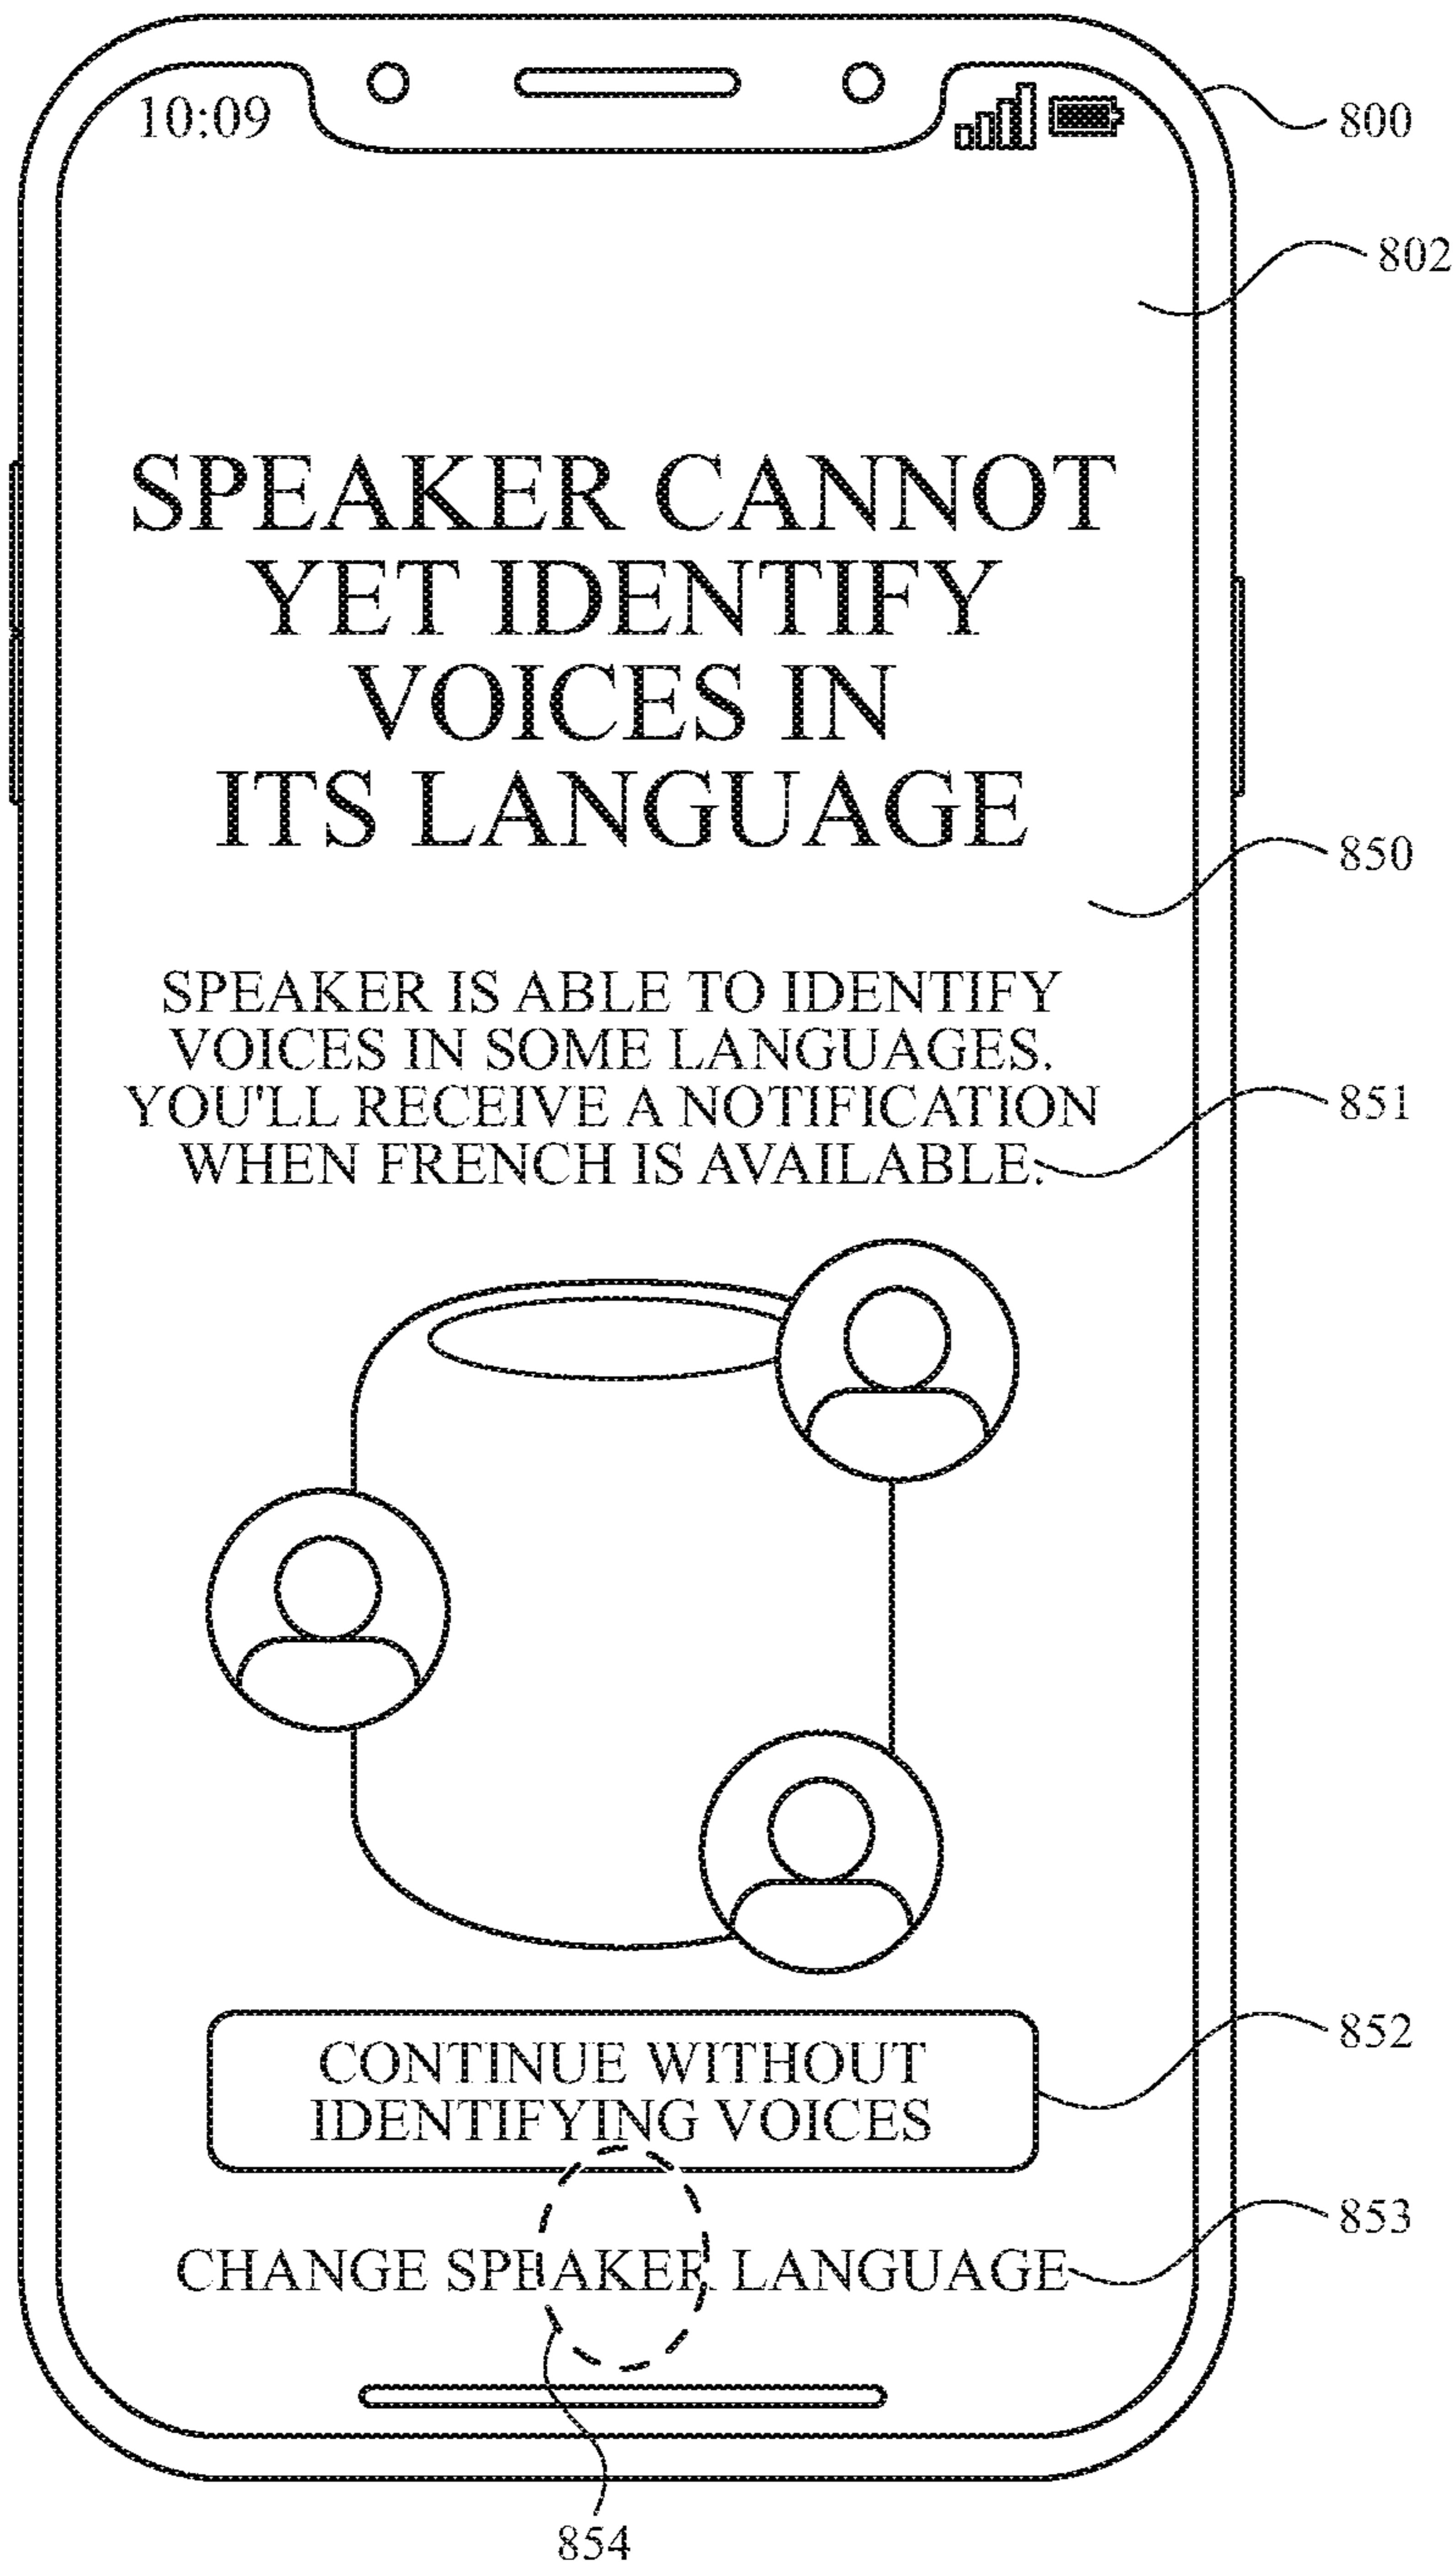 10:09
800
802
SPEAKER CANNOT
YET IDENTIFY
VOICES IN
ITS LANGUAGE
850
SPEAKER IS ABLE TO IDENTIFY
VOICES IN SOME LANGUAGES.
YOU'LL RECEIVE A NOTIFICATION
WHEN FRENCH IS AVAILABLE.
851
CONTINUE WITHOUT
IDENTIFYING VOICES
852
CHANGE SPEAKER LANGUAGE
853
854